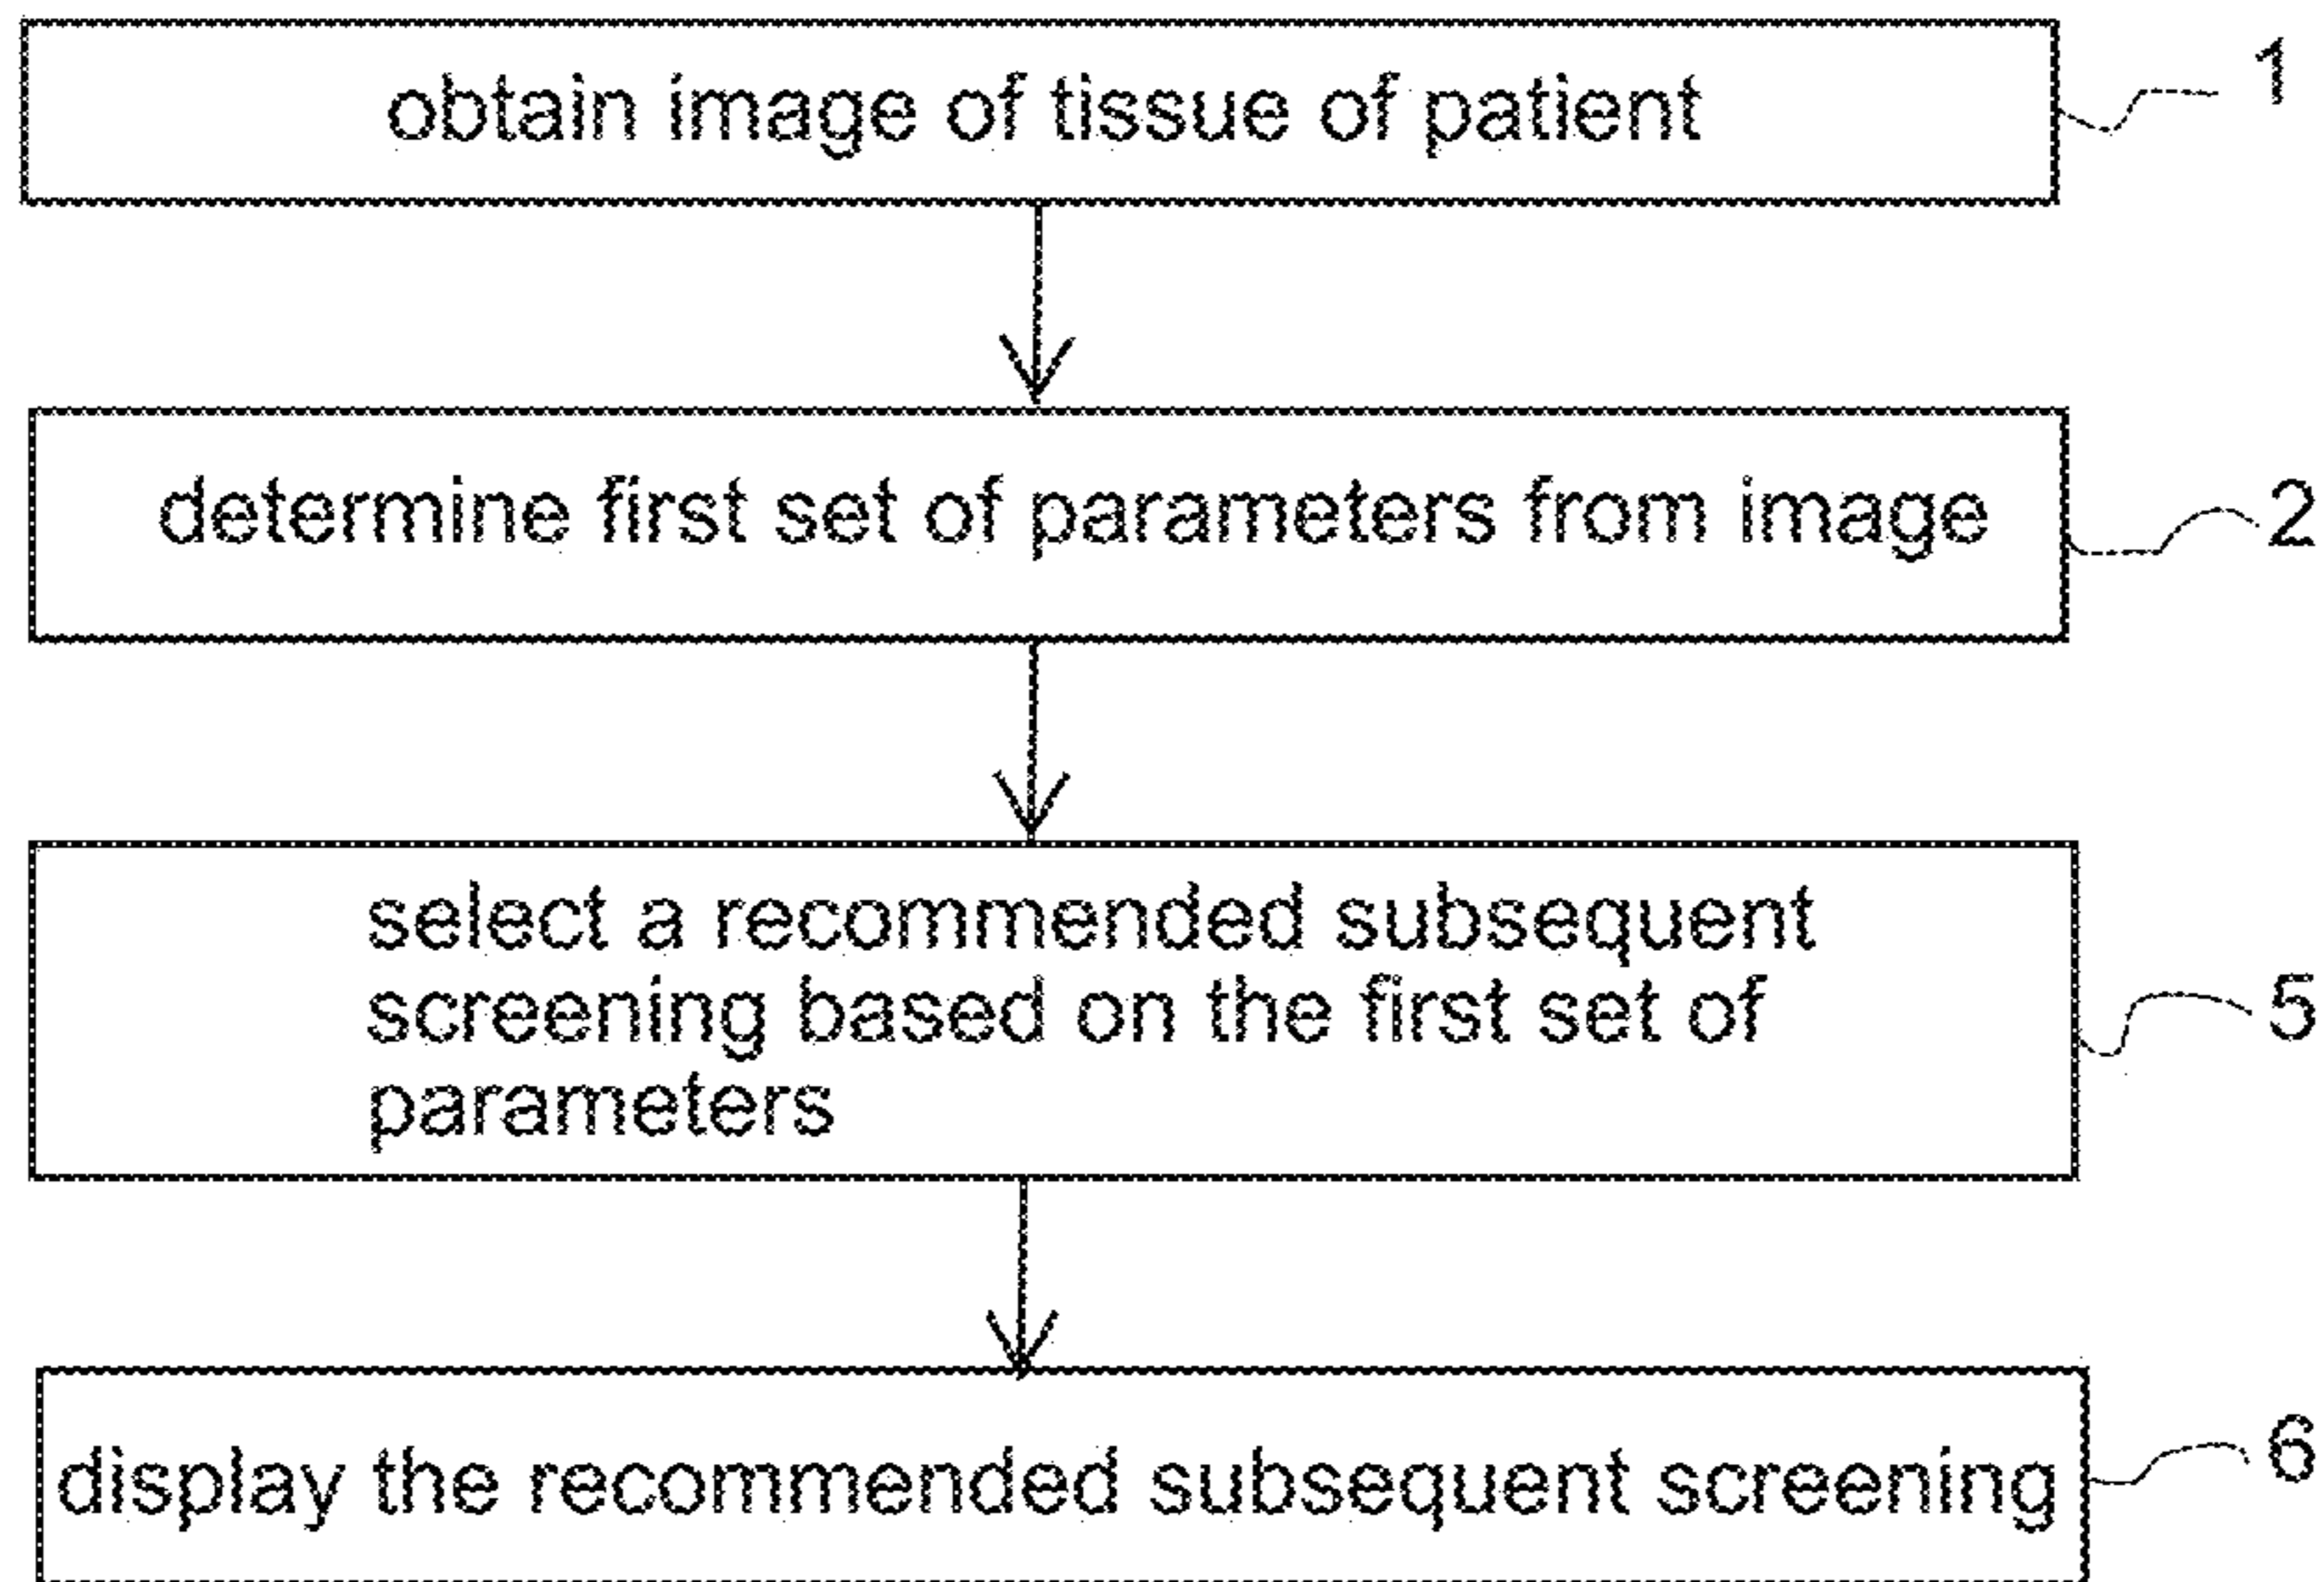 obtain image of tissue of patient
1
determine first set of parameters from image
2
select a recommended subsequent
screening based on the first set of
parameters
5
display the recommended subsequent screening
6